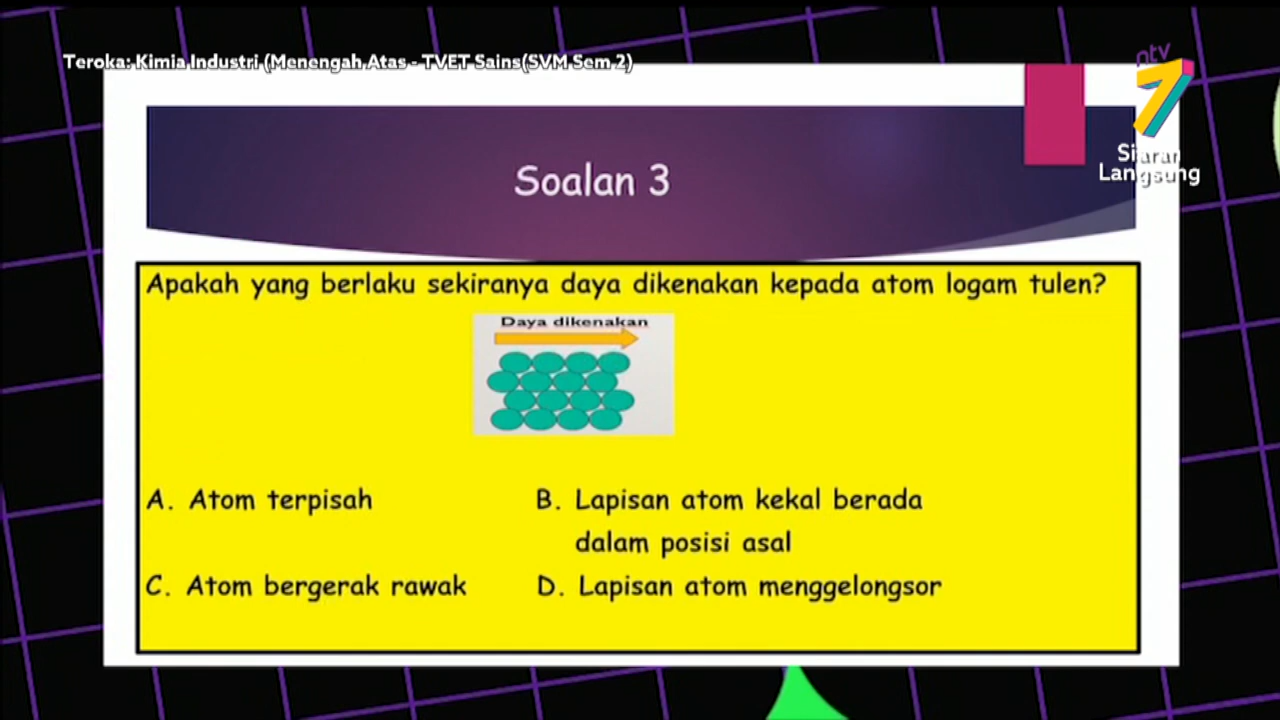 Teroka: Kimia Industri (Menengah Atas - TVET Sains(SVM Sem 2)
ntv
7
Siaran
Langsung
Soalan 3
Apakah yang berlaku sekiranya daya dikenakan kepada atom logam tulen?
Daya dikenakan
A. Atom terpisah
B. Lapisan atom kekal berada
dalam posisi asal
C. Atom bergerak rawak
D. Lapisan atom menggelongsor